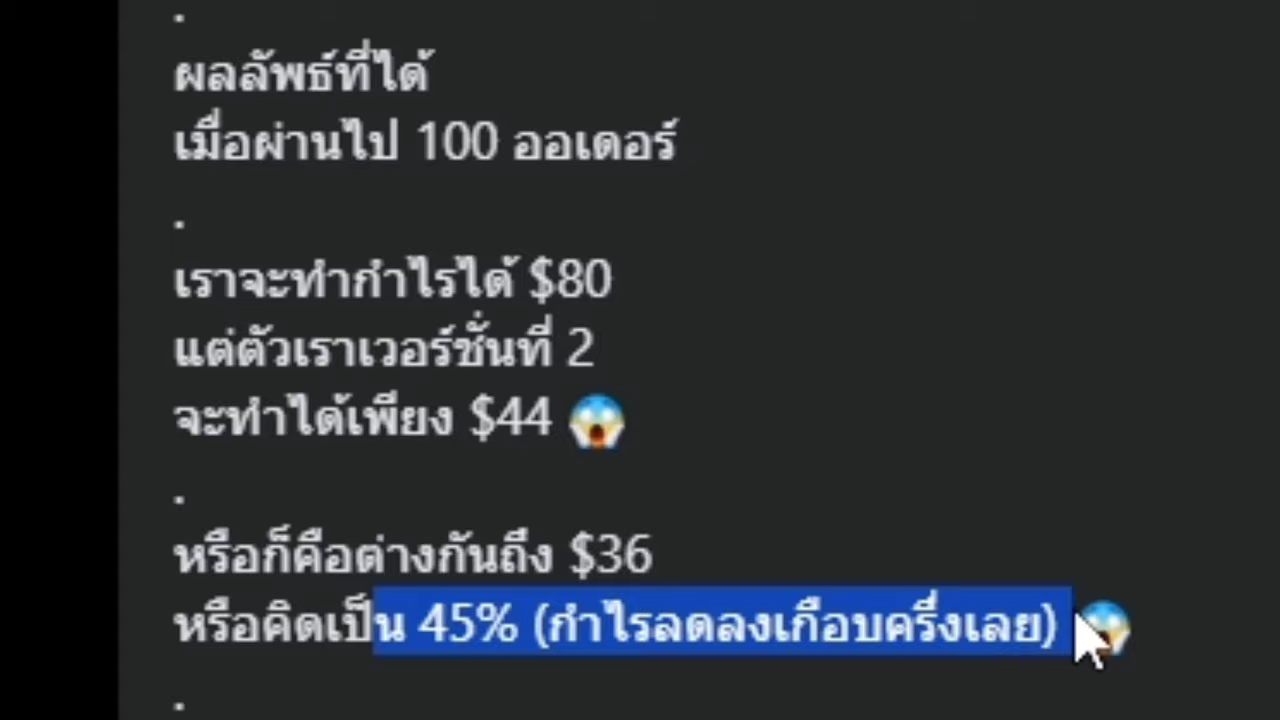 .
ผลลัพธ์ที่ได้
เมื่อผ่านไป 100 ออเดอร์
.
เราจะทำกำไรได้ $80
แต่ตัวเราเวอร์ชั่นที่ 2
จะทำได้เพียง $44 😱
.
หรือก็คือต่างกันถึง $36
หรือคิดเป็น 45% (กำไรลดลงเกือบครึ่งเลย) 😱
.